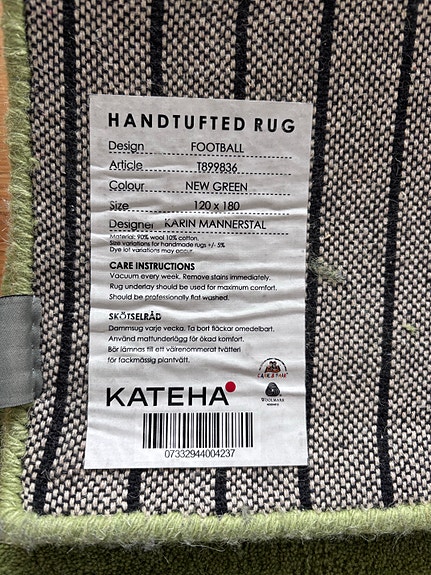 HANDTUFTED RUG
Design FOOTBALL
Article T899836
Colour NEW GREEN
Size 120 x 180
Designer KARIN MANNERSTAL
Material: 90% wool 10% cotton.
Size variations for handmade rugs +/- 5%
Dye lot variations may occur.
CARE INSTRUCTIONS
Vacuum every week. Remove stains immediately.
Rug underlay should be used for maximum comfort.
Should be professionally flat washed.
SKÖTSELRÅD
Dammsug varje vecka. Ta bort fläckar omedelbart.
Använd mattunderlägg för ökad komfort.
Bör lämnas till ett välrenommerat tvätteri
för fackmässig plantvätt.
CARE & FAIR
KATEHA
WOOLMARK
07332944004237